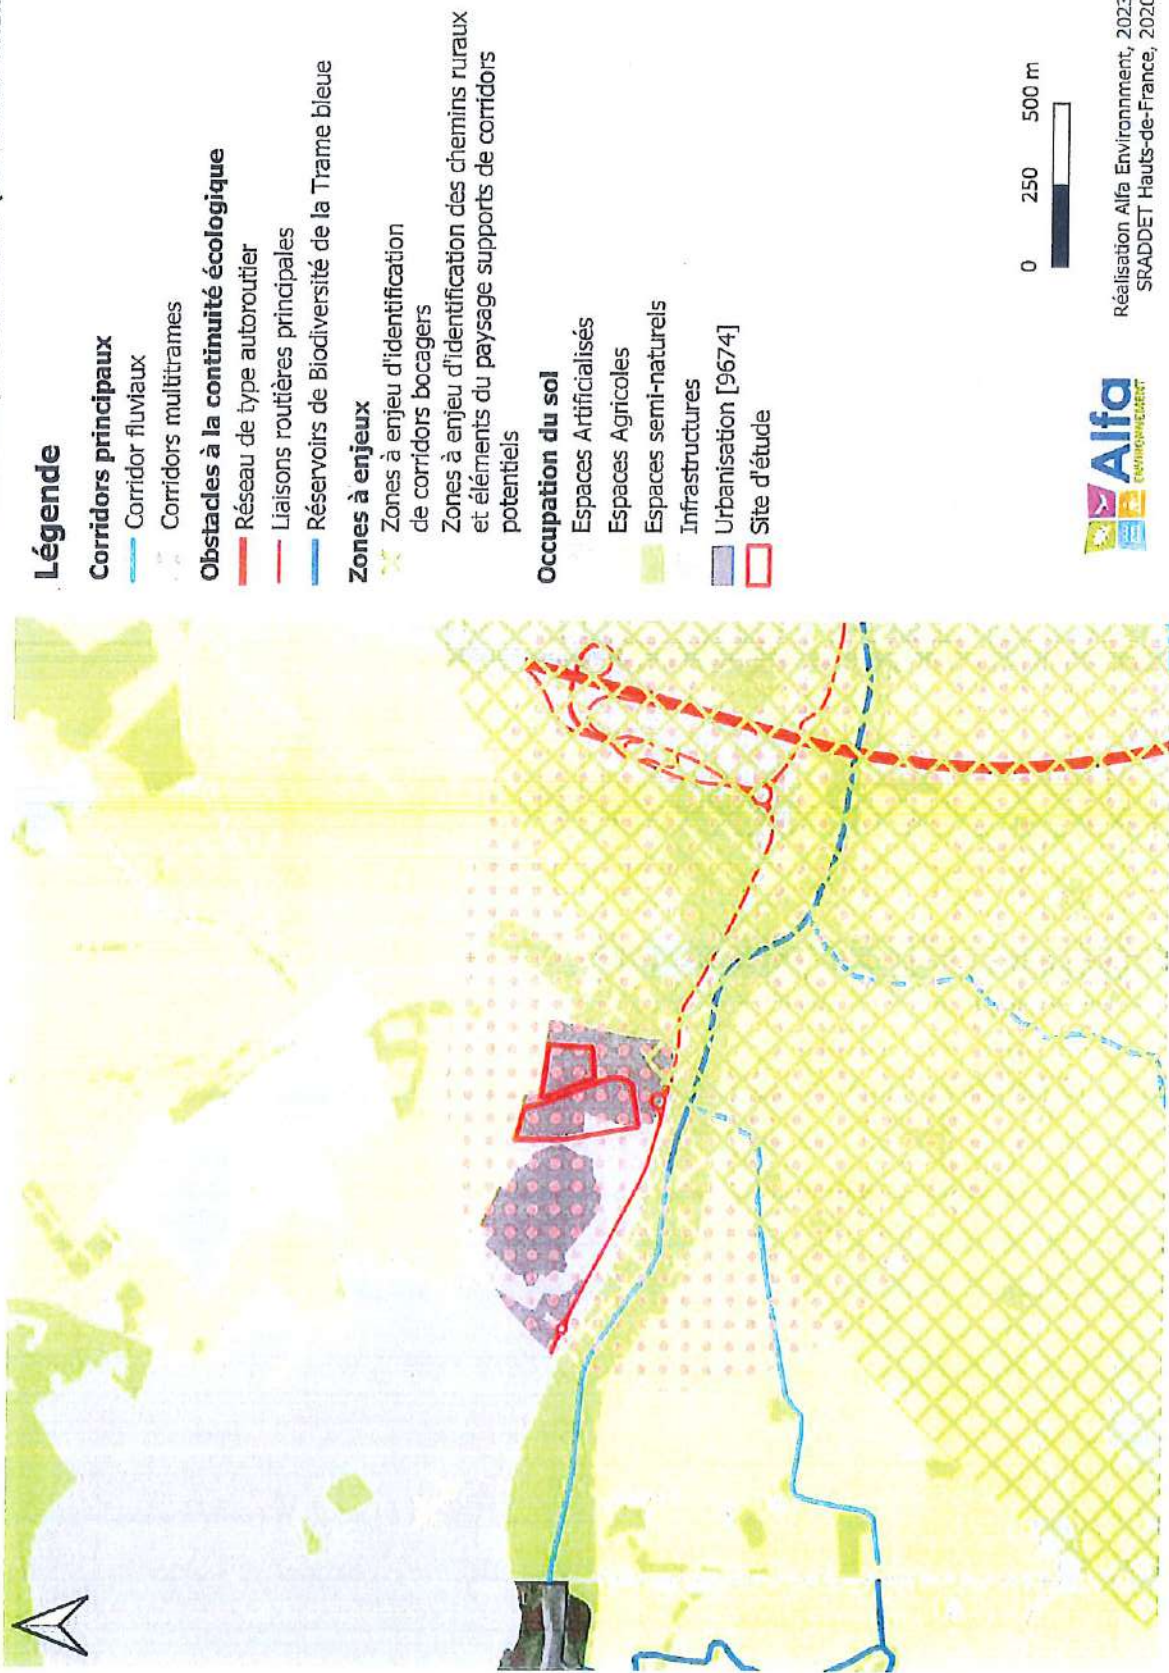 Légende
Corridors principaux
Corridor fluviaux
Corridors multitrames
Obstacles à la continuité écologique
Réseau de type autoroutier
Liaisons routières principales
Réservoirs de Biodiversité de la Trame bleue
Zones à enjeux
Zones à enjeu d'identification
de corridors bocagers
Zones à enjeu d'identification des chemins ruraux
et éléments du paysage supports de corridors
potentiels
Occupation du sol
Espaces Artificialisés
Espaces Agricoles
Espaces semi-naturels
Infrastructures
Urbanisation [9674]
Site d'étude
0 250 500 m
Alfa
ENVIRONNEMENT
Réalisation Alfa Environnment, 2023
SRADDET Hauts-de-France, 2020